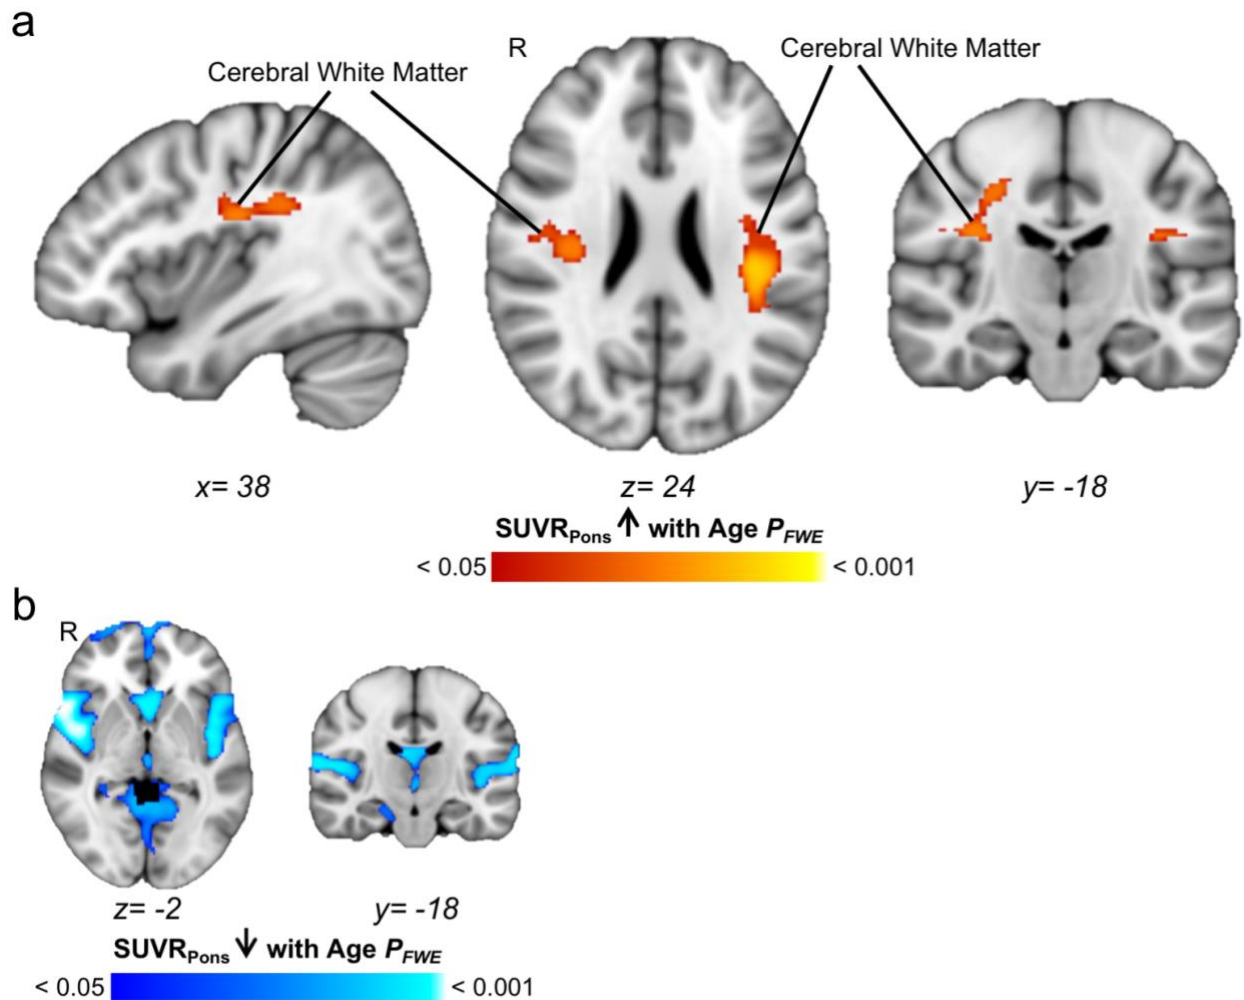 a
R
Cerebral White Matter
Cerebral White Matter
x= 38
z= 24
y= -18
SUVRPons ↑ with Age PFWE
< 0.05
< 0.001
b
R
z= -2
y= -18
SUVRPons ↓ with Age PFWE
< 0.05
< 0.001